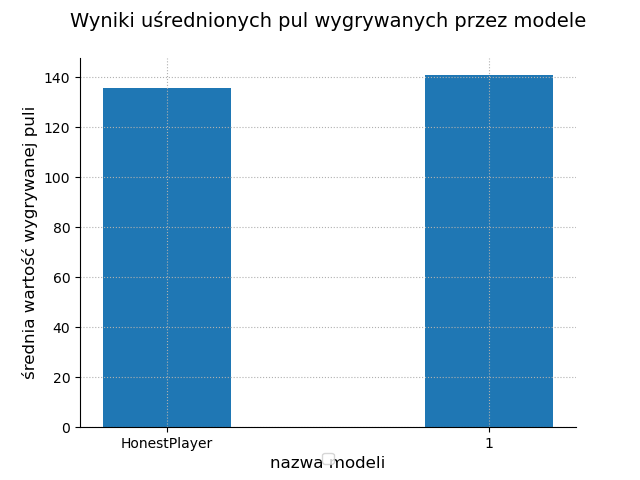 Wyniki uśrednionych pul wygrywanych przez modele
średnia wartość wygrywanej puli
140
120
100
80
60
40
20
0
HonestPlayer 1
nazwa modeli